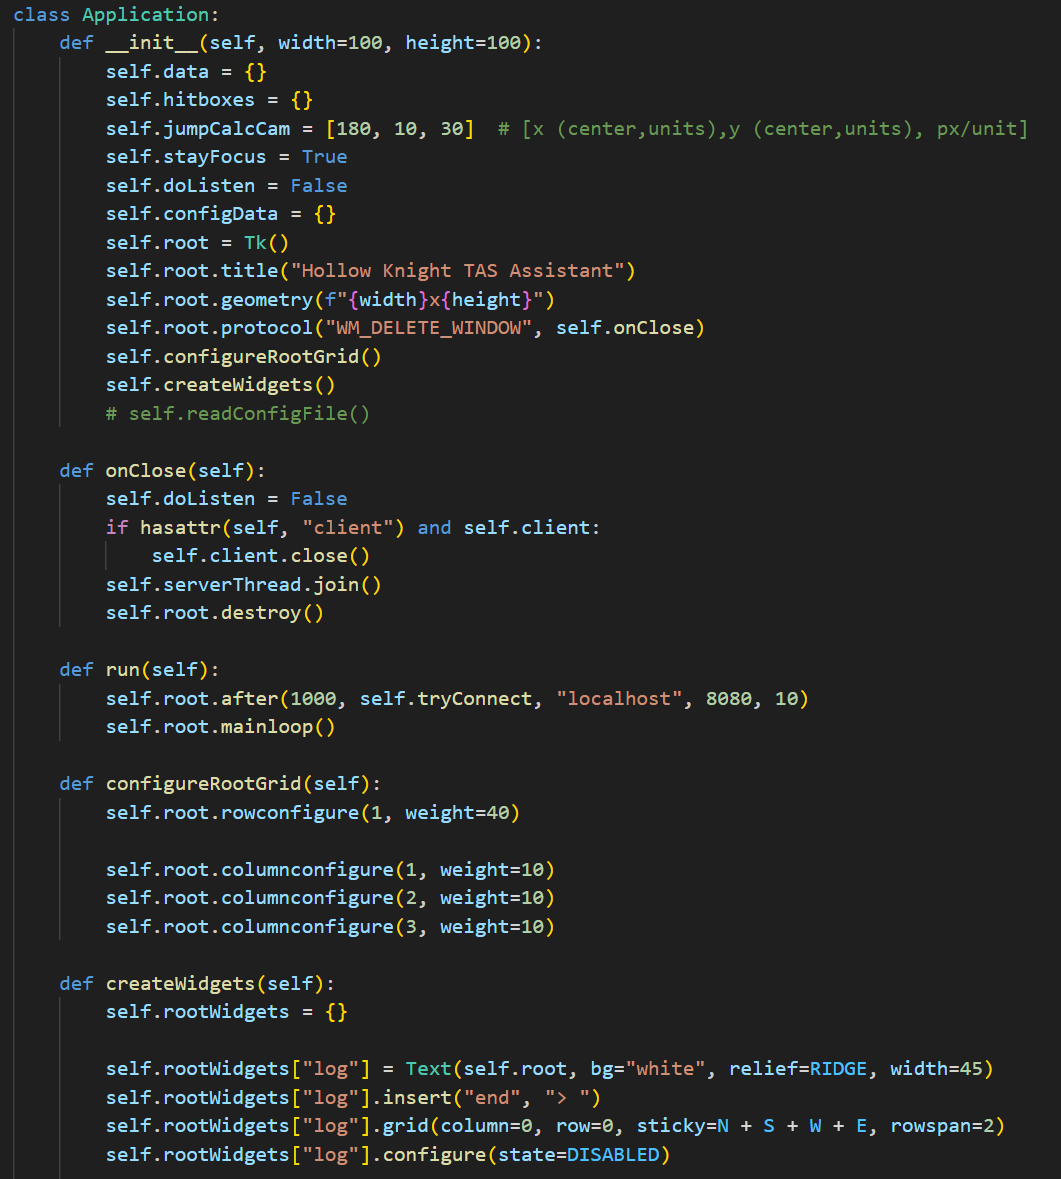 class Application:
    def __init__(self, width=100, height=100):
        self.data = {}
        self.hitboxes = {}
        self.jumpCalcCam = [180, 10, 30]  # [x (center,units),y (center,units), px/unit]
        self.stayFocus = True
        self.doListen = False
        self.configData = {}
        self.root = Tk()
        self.root.title("Hollow Knight TAS Assistant")
        self.root.geometry(f"{width}x{height}")
        self.root.protocol("WM_DELETE_WINDOW", self.onClose)
        self.configureRootGrid()
        self.createWidgets()
        # self.readConfigFile()

    def onClose(self):
        self.doListen = False
        if hasattr(self, "client") and self.client:
            self.client.close()
        self.serverThread.join()
        self.root.destroy()

    def run(self):
        self.root.after(1000, self.tryConnect, "localhost", 8080, 10)
        self.root.mainloop()

    def configureRootGrid(self):
        self.root.rowconfigure(1, weight=40)

        self.root.columnconfigure(1, weight=10)
        self.root.columnconfigure(2, weight=10)
        self.root.columnconfigure(3, weight=10)

    def createWidgets(self):
        self.rootWidgets = {}

        self.rootWidgets["log"] = Text(self.root, bg="white", relief=RIDGE, width=45)
        self.rootWidgets["log"].insert("end", "> ")
        self.rootWidgets["log"].grid(column=0, row=0, sticky=N + S + W + E, rowspan=2)
        self.rootWidgets["log"].configure(state=DISABLED)